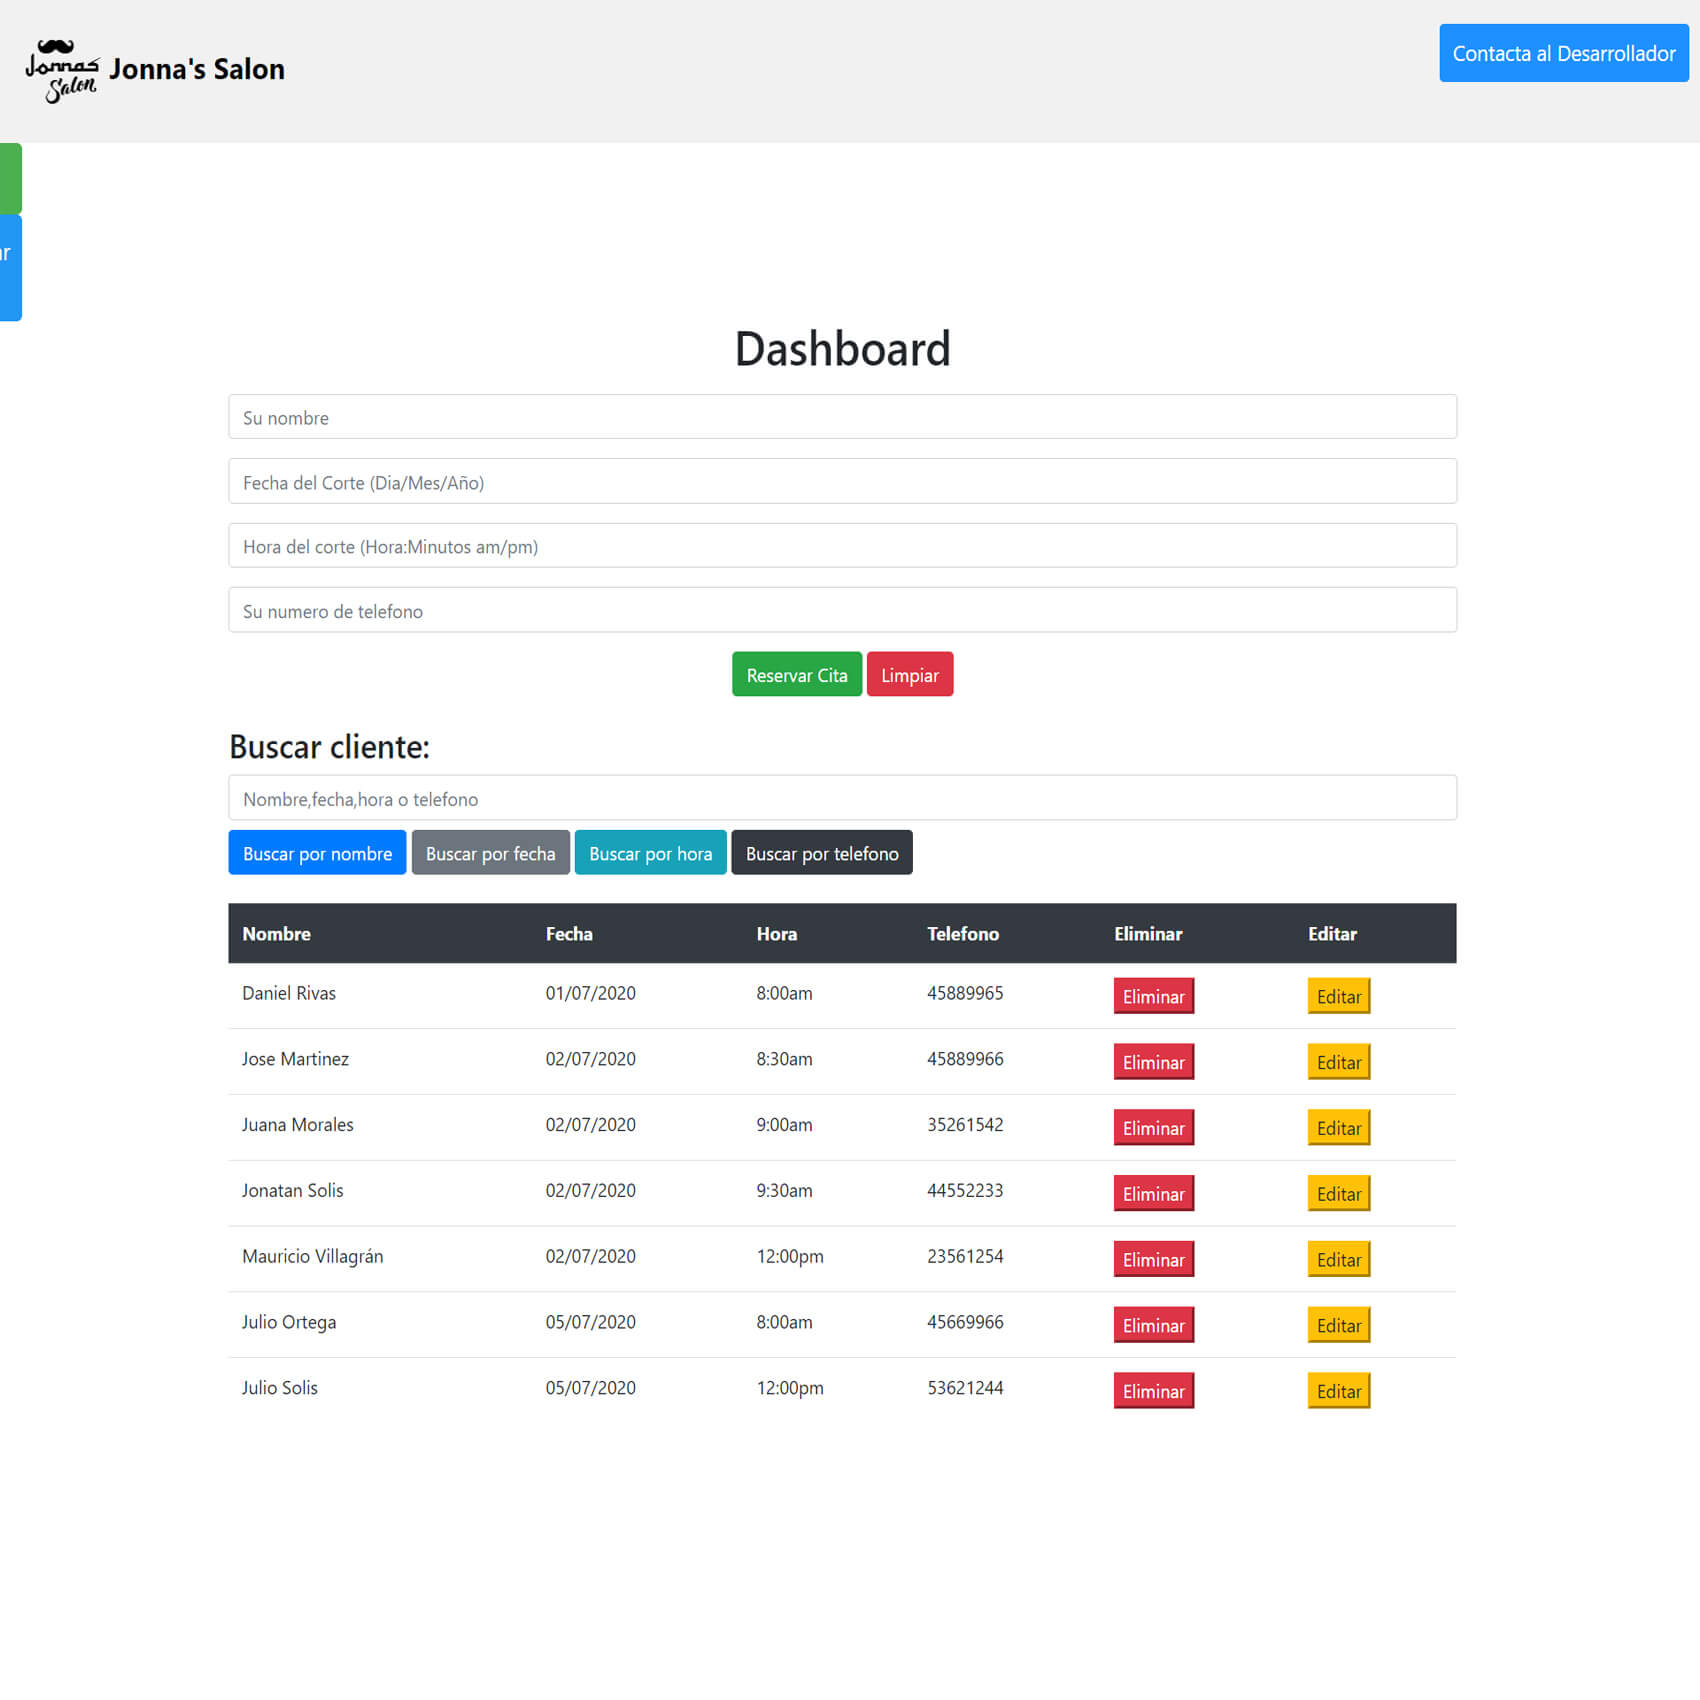 Jonnas
Salon
Jonna's Salon
Contacta al Desarrollador
ar
Dashboard
Su nombre
Fecha del Corte (Dia/Mes/Año)
Hora del corte (Hora:Minutos am/pm)
Su numero de telefono
Reservar Cita Limpiar
Buscar cliente:
Nombre,fecha,hora o telefono
Buscar por nombre Buscar por fecha Buscar por hora Buscar por telefono
Nombre Fecha Hora Telefono Eliminar Editar
Daniel Rivas 01/07/2020 8:00am 45889965 Eliminar Editar
Jose Martinez 02/07/2020 8:30am 45889966 Eliminar Editar
Juana Morales 02/07/2020 9:00am 35261542 Eliminar Editar
Jonatan Solis 02/07/2020 9:30am 44552233 Eliminar Editar
Mauricio Villagrán 02/07/2020 12:00pm 23561254 Eliminar Editar
Julio Ortega 05/07/2020 8:00am 45669966 Eliminar Editar
Julio Solis 05/07/2020 12:00pm 53621244 Eliminar Editar